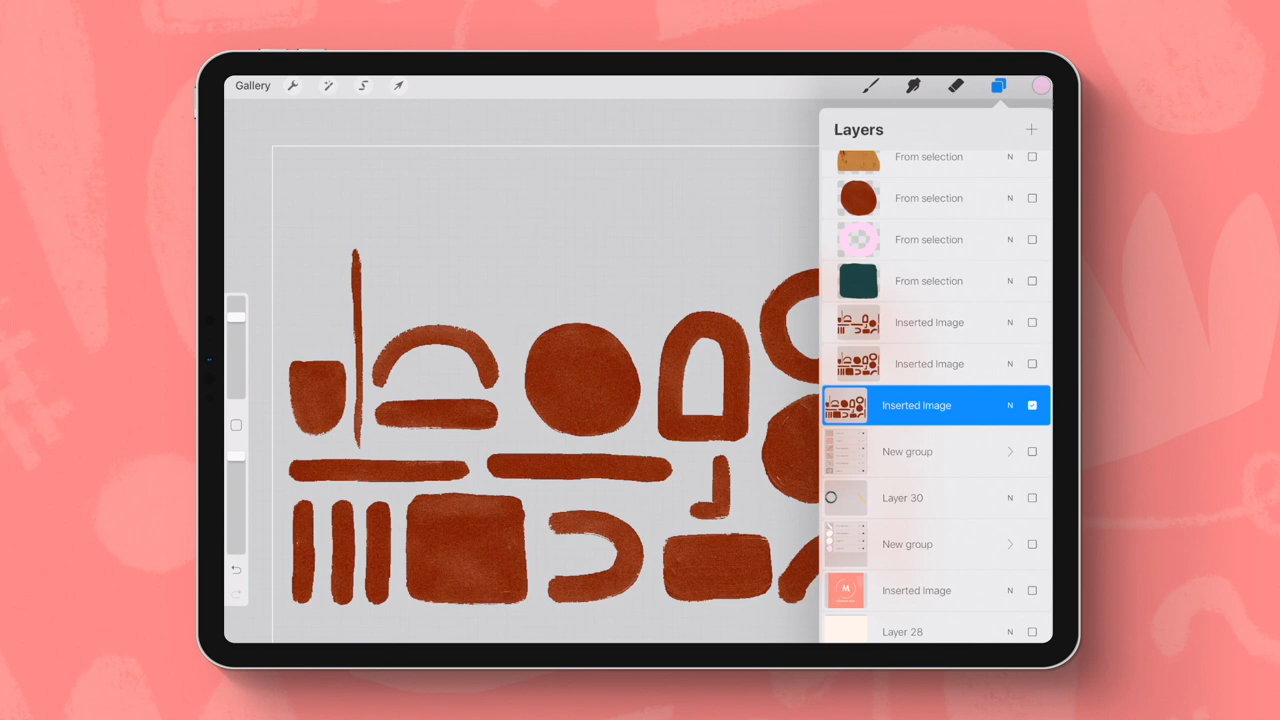 Gallery
Layers
From selection N
From selection N
From selection N
From selection N
Inserted Image N
Inserted Image N
Inserted Image N
New group
Layer 30 N
New group
M
Inserted Image N
Layer 28 N